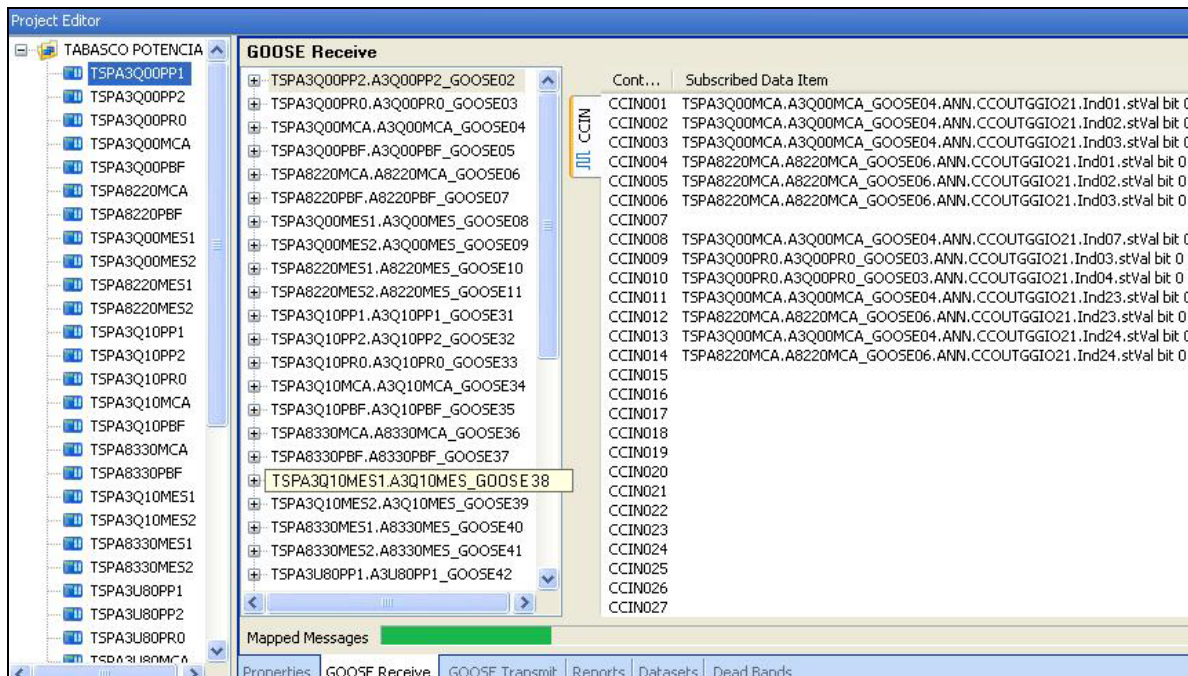 Project Editor
TABASCO POTENCIA
TSPA3Q00PP1
TSPA3Q00PP2
TSPA3Q00PR0
TSPA3Q00MCA
TSPA3Q00PBF
TSPA8220MCA
TSPA8220PBF
TSPA3Q00MES1
TSPA3Q00MES2
TSPA8220MES1
TSPA8220MES2
TSPA3Q10PP1
TSPA3Q10PP2
TSPA3Q10PR0
TSPA3Q10MCA
TSPA3Q10PBF
TSPA8330MCA
TSPA8330PBF
TSPA3Q10MES1
TSPA3Q10MES2
TSPA8330MES1
TSPA8330MES2
TSPA3U80PP1
TSPA3U80PP2
TSPA3U80PR0
TSPA3U80MCA
GOOSE Receive
TSPA3Q00PP2.A3Q00PP2_GOOSE02
TSPA3Q00PR0.A3Q00PR0_GOOSE03
TSPA3Q00MCA.A3Q00MCA_GOOSE04
TSPA3Q00PBF.A3Q00PBF_GOOSE05
TSPA8220MCA.A8220MCA_GOOSE06
TSPA8220PBF.A8220PBF_GOOSE07
TSPA3Q00MES1.A3Q00MES_GOOSE08
TSPA3Q00MES2.A3Q00MES_GOOSE09
TSPA8220MES1.A8220MES_GOOSE10
TSPA8220MES2.A8220MES_GOOSE11
TSPA3Q10PP1.A3Q10PP1_GOOSE31
TSPA3Q10PP2.A3Q10PP2_GOOSE32
TSPA3Q10PR0.A3Q10PR0_GOOSE33
TSPA3Q10MCA.A3Q10MCA_GOOSE34
TSPA3Q10PBF.A3Q10PBF_GOOSE35
TSPA8330MCA.A8330MCA_GOOSE36
TSPA8330PBF.A8330PBF_GOOSE37
TSPA3Q10MES1.A3Q10MES_GOOSE38
TSPA3Q10MES2.A3Q10MES_GOOSE39
TSPA8330MES1.A8330MES_GOOSE40
TSPA8330MES2.A8330MES_GOOSE41
TSPA3U80PP1.A3U80PP1_GOOSE42
CCIN
Cont... Subscribed Data Item
CCIN001 TSPA3Q00MCA.A3Q00MCA_GOOSE04.ANN.CCOUTGGIO21.Ind01.stVal bit 0
CCIN002 TSPA3Q00MCA.A3Q00MCA_GOOSE04.ANN.CCOUTGGIO21.Ind02.stVal bit 0
CCIN003 TSPA3Q00MCA.A3Q00MCA_GOOSE04.ANN.CCOUTGGIO21.Ind03.stVal bit 0
CCIN004 TSPA8220MCA.A8220MCA_GOOSE06.ANN.CCOUTGGIO21.Ind01.stVal bit 0
CCIN005 TSPA8220MCA.A8220MCA_GOOSE06.ANN.CCOUTGGIO21.Ind02.stVal bit 0
CCIN006 TSPA8220MCA.A8220MCA_GOOSE06.ANN.CCOUTGGIO21.Ind03.stVal bit 0
CCIN007
CCIN008 TSPA3Q00MCA.A3Q00MCA_GOOSE04.ANN.CCOUTGGIO21.Ind07.stVal bit 0
CCIN009 TSPA3Q00PR0.A3Q00PR0_GOOSE03.ANN.CCOUTGGIO21.Ind03.stVal bit 0
CCIN010 TSPA3Q00PR0.A3Q00PR0_GOOSE03.ANN.CCOUTGGIO21.Ind04.stVal bit 0
CCIN011 TSPA3Q00MCA.A3Q00MCA_GOOSE04.ANN.CCOUTGGIO21.Ind23.stVal bit 0
CCIN012 TSPA8220MCA.A8220MCA_GOOSE06.ANN.CCOUTGGIO21.Ind23.stVal bit 0
CCIN013 TSPA3Q00MCA.A3Q00MCA_GOOSE04.ANN.CCOUTGGIO21.Ind24.stVal bit 0
CCIN014 TSPA8220MCA.A8220MCA_GOOSE06.ANN.CCOUTGGIO21.Ind24.stVal bit 0
CCIN015
CCIN016
CCIN017
CCIN018
CCIN019
CCIN020
CCIN021
CCIN022
CCIN023
CCIN024
CCIN025
CCIN026
CCIN027
Mapped Messages
Properties GOOSE Receive GOOSE Transmit Reports Datasets Dead Bands